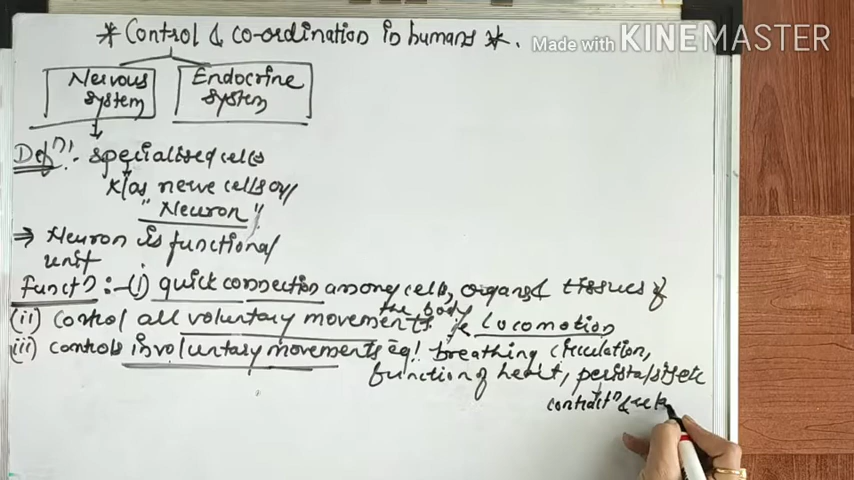 * Control & co-ordination in humans *.
Made with KINEMASTER
Nervous system
Endocrine system
Defn :- specialised cells
k/as nerve cells or
"Neuron"
⇒ Neuron is functional
unit
Functn :- (i) quick connection among cells, organs & tissues of
the body
(ii) control all voluntary movements ie locomotion
(iii) controls involuntary movements eg: breathing circulation,
function of heart, peristalsis etc
contractn &